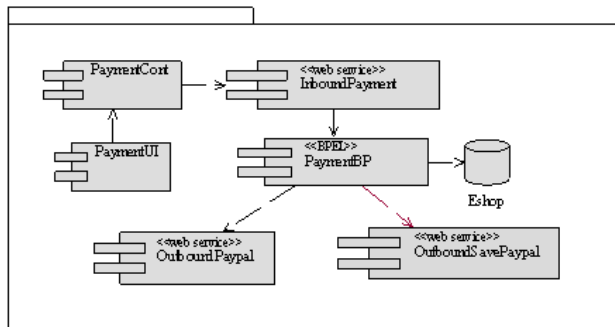 PaymentCont
<<web service>>
InboundPayment
PaymentUI
<<BPEL>>
PaymentBP
Eshop
<<web service>>
OutboundPaypal
<<web service>>
OutboundSavePaypal